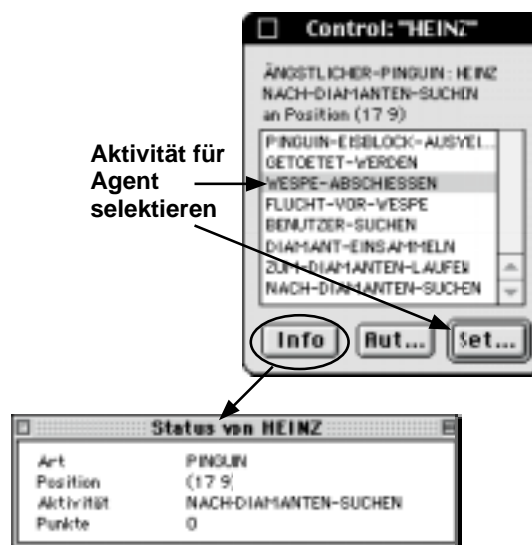 Control: "HEINZ"
ÄNGSTLICHER-PINGUIN: HEINZ
NACH-DIAMANTEN-SUCHEN
an Position (17 9)
PINGUIN-EISBLOCK-AUSWEI...
GETOETET-WERDEN
WESPE-ABSCHIESSEN
FLUCHT-VOR-WESPE
BENUTZER-SUCHEN
DIAMANT-EINSAMMELN
ZUM-DIAMANTEN-LAUFEN
NACH-DIAMANTEN-SUCHEN
Aktivität für
Agent
selektieren
Info Aut... Set...
Status von HEINZ
Art PINGUIN
Position (17 9)
Aktivität NACH-DIAMANTEN-SUCHEN
Punkte 0